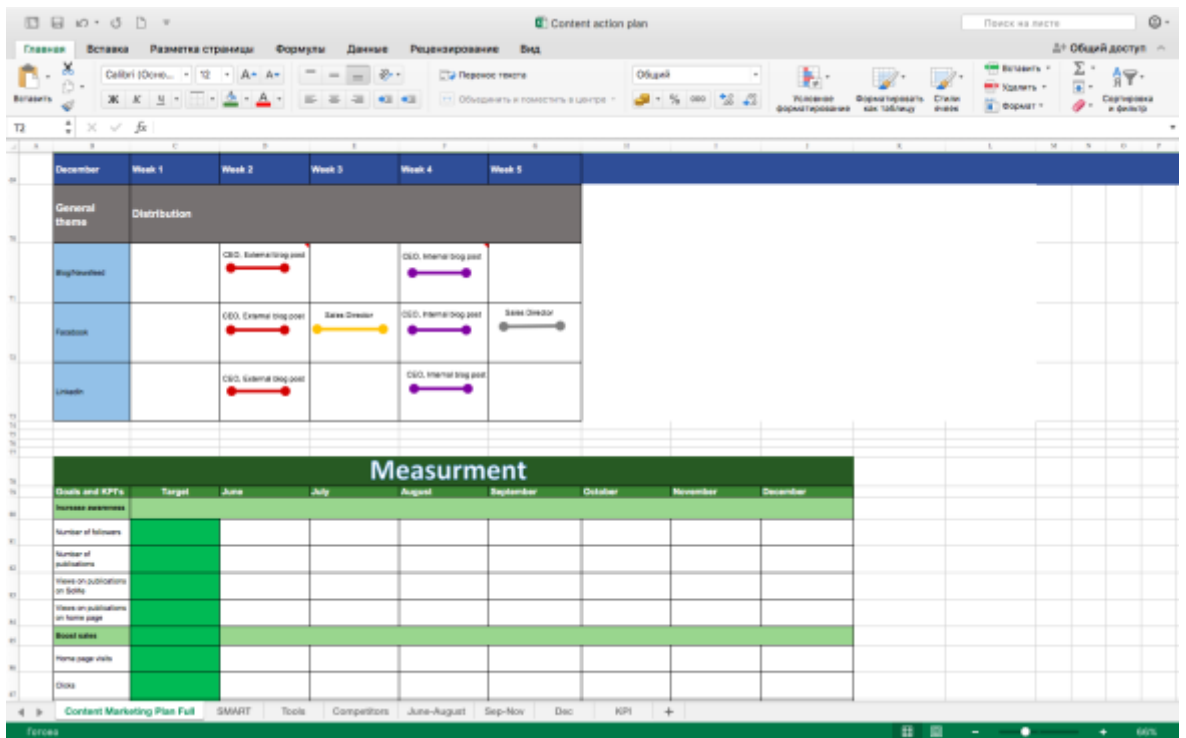 Content action plan
Поиск на листе
Главная Вставка Разметка страницы Формулы Данные Рецензирование Вид
Общий доступ
Вставить
Calibri (Осно... 12 A A
Перенос текста
Общий
Ж К Ч
Объединить и поместить в центре
% 000
Условное форматирование
Форматировать как таблицу
Стили ячеек
Вставить
Удалить
Формат
Сортировка и фильтр
T2 fx
December Week 1 Week 2 Week 3 Week 4 Week 5
General theme Distribution
Blog/Newsfeed
CEO, External blog post
CEO, Internal blog post
Facebook
CEO, External blog post
Sales Director
CEO, Internal blog post
Sales Director
LinkedIn
CEO, External blog post
CEO, Internal blog post
Measurment
Goals and KPI's Target June July August September October November December
Increase awareness
Number of followers
Number of publications
Views on publications on SoMe
Views on publications on home page
Boost sales
Home page visits
Clicks
Content Marketing Plan Full SMART Tools Competitors June-August Sep-Nov Dec KPI +
Готово
66%